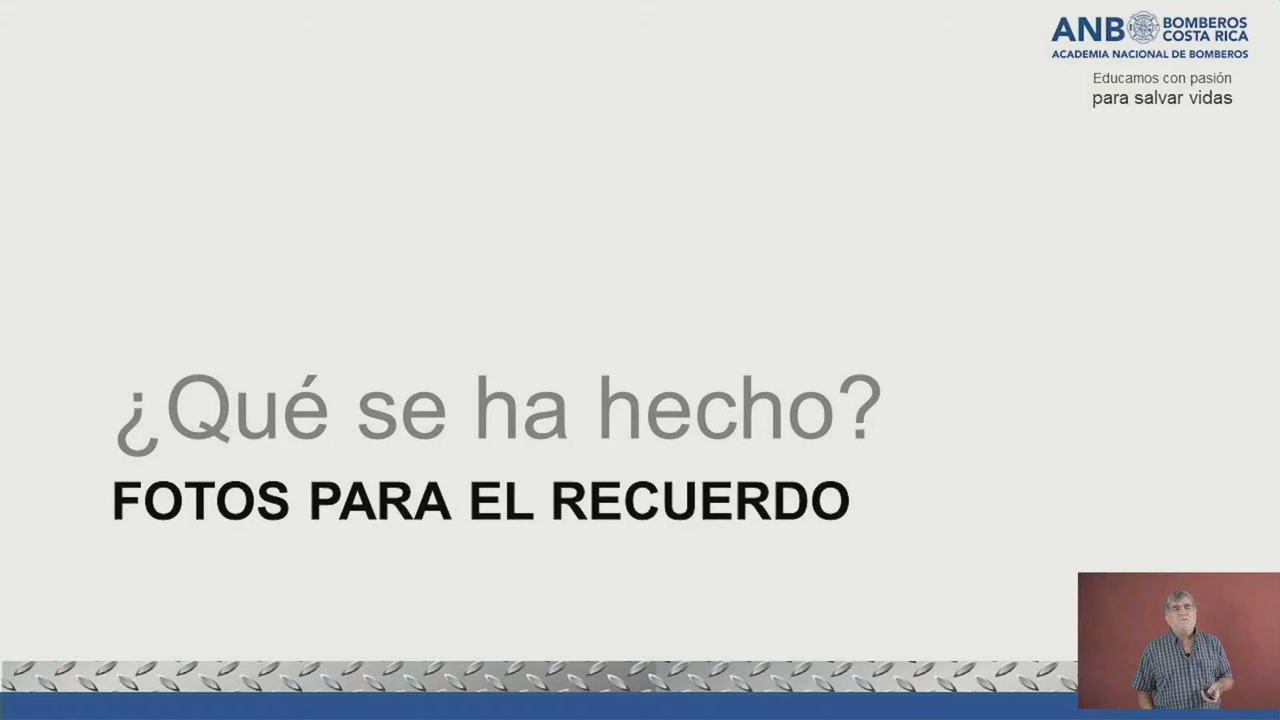 ANB BOMBEROS
COSTA RICA
ACADEMIA NACIONAL DE BOMBEROS
Educamos con pasión
para salvar vidas
¿Qué se ha hecho?
FOTOS PARA EL RECUERDO